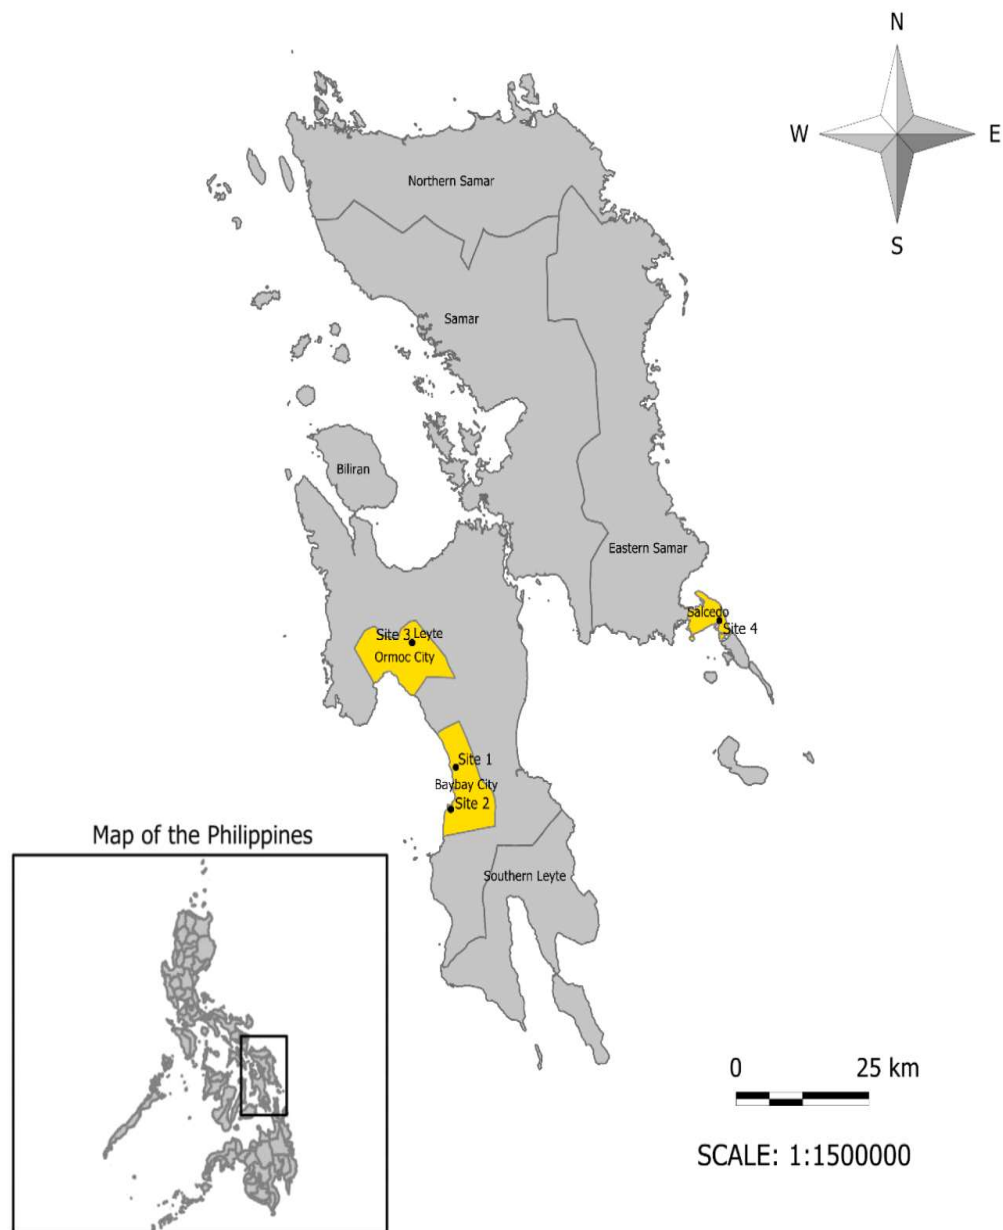 N
W E
S
Northern Samar
Samar
Biliran
Eastern Samar
Salcedo
Site 4
Site 3 Leyte
Ormoc City
Site 1
Baybay City
Site 2
Southern Leyte
Map of the Philippines
0 25 km
SCALE: 1:1500000